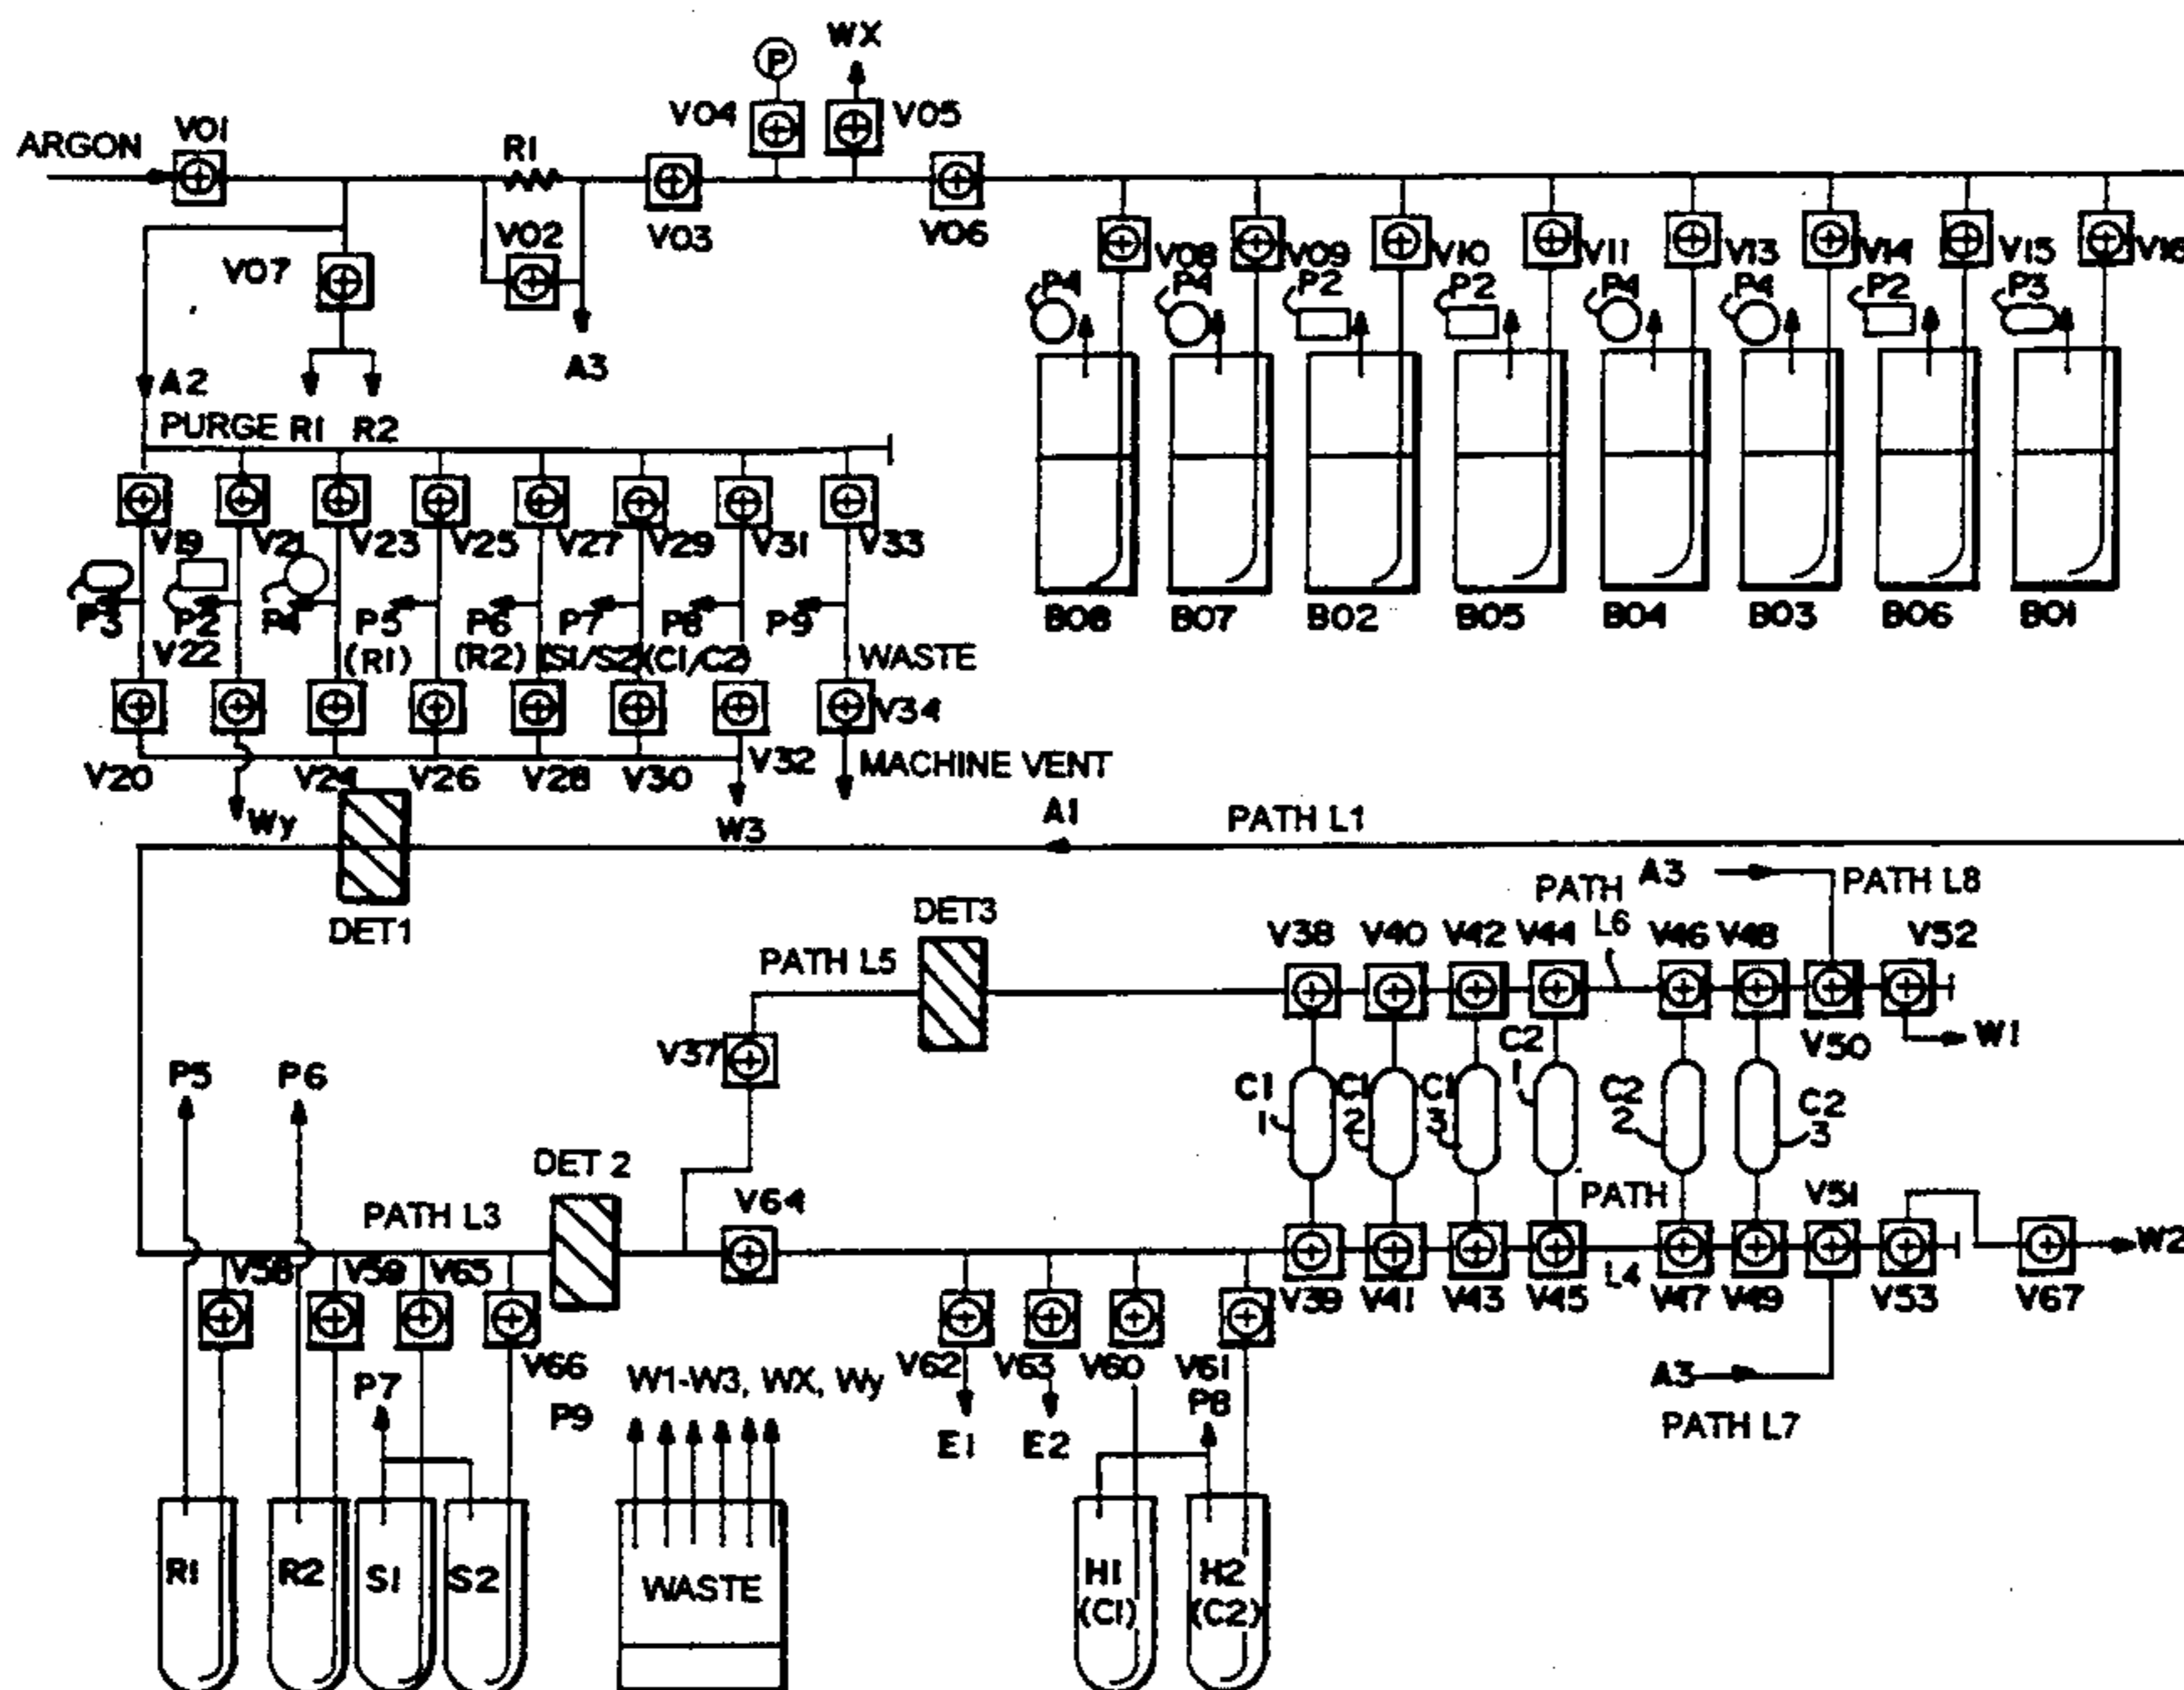 WX
P
V04
V05
V01
ARGON
R1
V02
V03
V06
V07
A3
A2
PURGE R1 R2
V08
V09
V10
V11
V13
V14
V15
P4
P4
P2
P2
P4
P4
P2
P3
B08
B07
B02
B05
B04
B03
B06
B01
V19
V21
V23
V25
V27
V29
V31
V33
P3
P2
P4
P5
P6
P7
P8
P9
V22
(R1)
(R2)
(S1/S2)
(C1/C2)
WASTE
V34
V20
V24
V26
V28
V30
V32
MACHINE VENT
Wy
W3
A1
PATH L1
DET1
DET3
A3
PATH L8
PATH
L6
PATH L5
V38
V40
V42
V44
V46
V48
V52
V37
V50
W1
P5
P6
C1
1
C1
2
C1
3
C2
1
C2
2
C2
3
DET 2
V64
PATH L3
PATH
L4
V51
W2
V58
V59
V65
V66
V39
V41
V43
V45
V47
V49
V53
V67
V62
V63
V60
V61
P7
P9
W1-W3, WX, Wy
P8
E1
E2
A3
PATH L7
R1
R2
S1
S2
WASTE
H1
(C1)
H2
(C2)